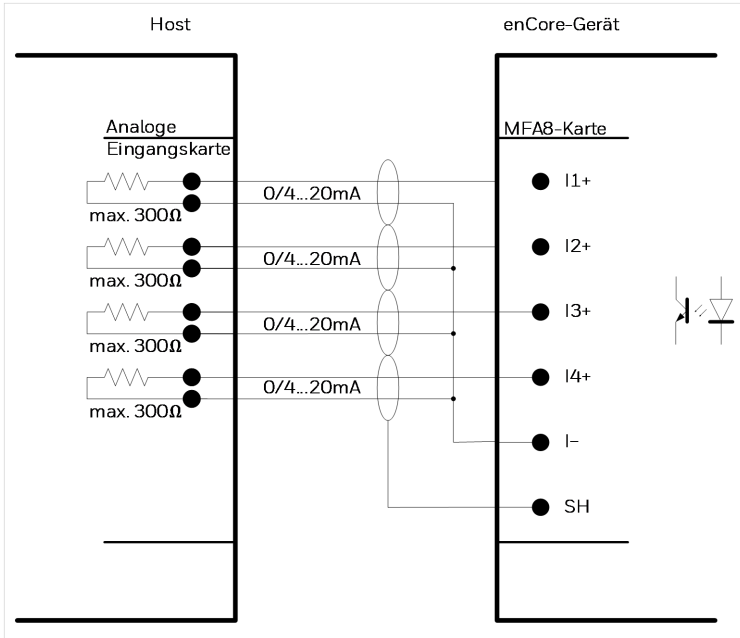 Host
enCore-Gerät
Analoge
Eingangskarte
MFA8-Karte
0/4...20mA
max. 300Ω
I1+
0/4...20mA
max. 300Ω
I2+
0/4...20mA
max. 300Ω
I3+
0/4...20mA
max. 300Ω
I4+
I-
SH